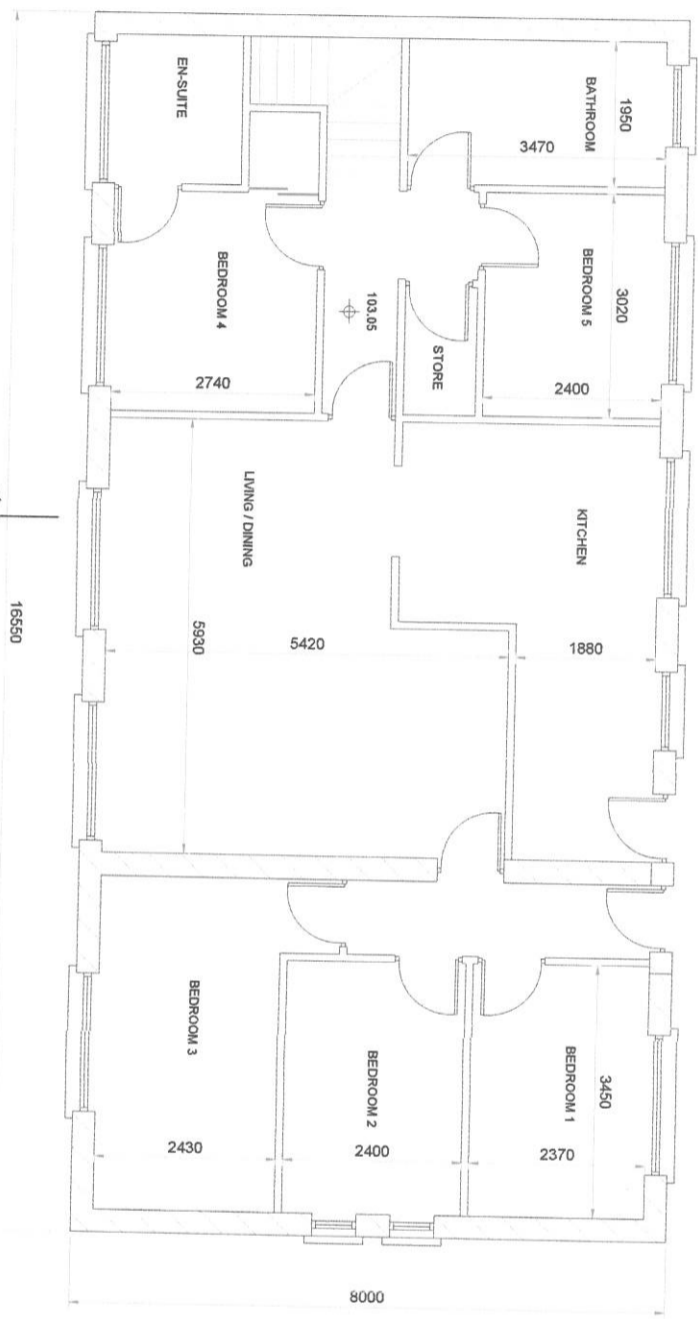 EN-SUITE
BATHROOM
1950
3470
BEDROOM 4
2740
103.05
STORE
BEDROOM 5
3020
2400
LIVING / DINING
5930
5420
KITCHEN
1880
16550
BEDROOM 3
2430
BEDROOM 2
2400
BEDROOM 1
3450
2370
8000